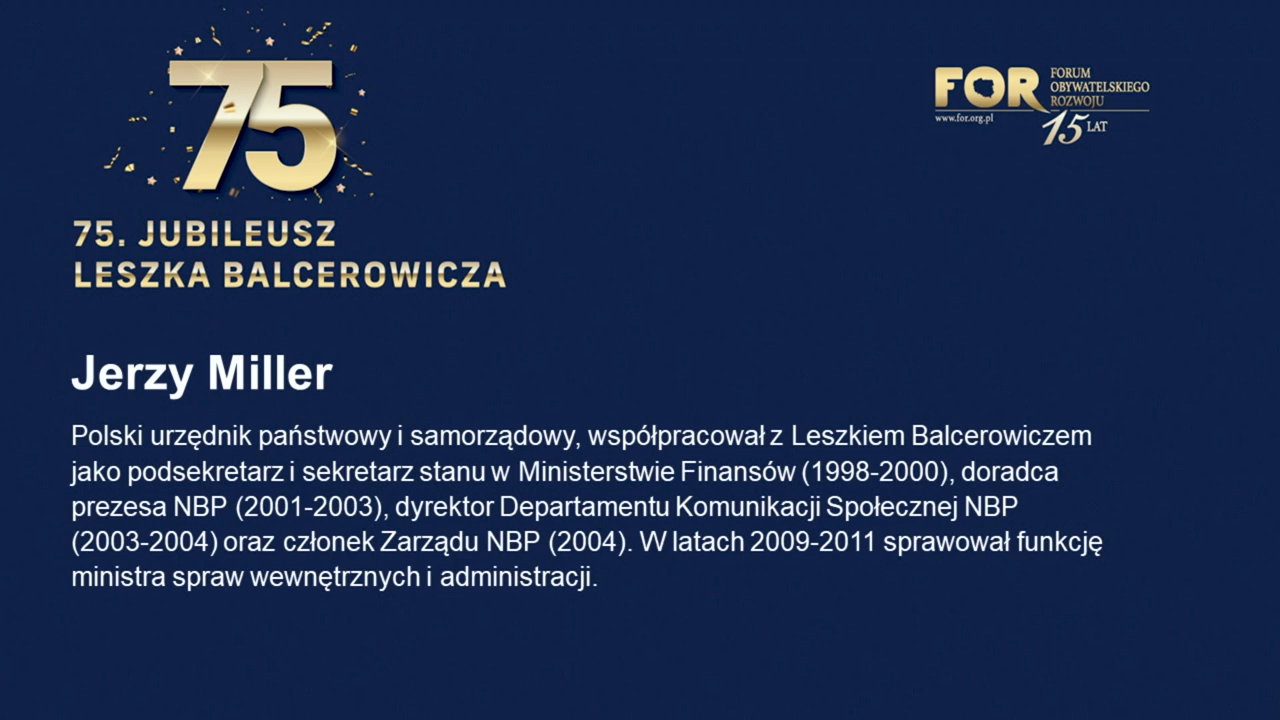 75
75. JUBILEUSZ
LESZKA BALCEROWICZA
FOR
FORUM
OBYWATELSKIEGO
ROZWOJU
www.for.org.pl
15 LAT
Jerzy Miller
Polski urzędnik państwowy i samorządowy, współpracował z Leszkiem Balcerowiczem
jako podsekretarz i sekretarz stanu w Ministerstwie Finansów (1998-2000), doradca
prezesa NBP (2001-2003), dyrektor Departamentu Komunikacji Społecznej NBP
(2003-2004) oraz członek Zarządu NBP (2004). W latach 2009-2011 sprawował funkcję
ministra spraw wewnętrznych i administracji.